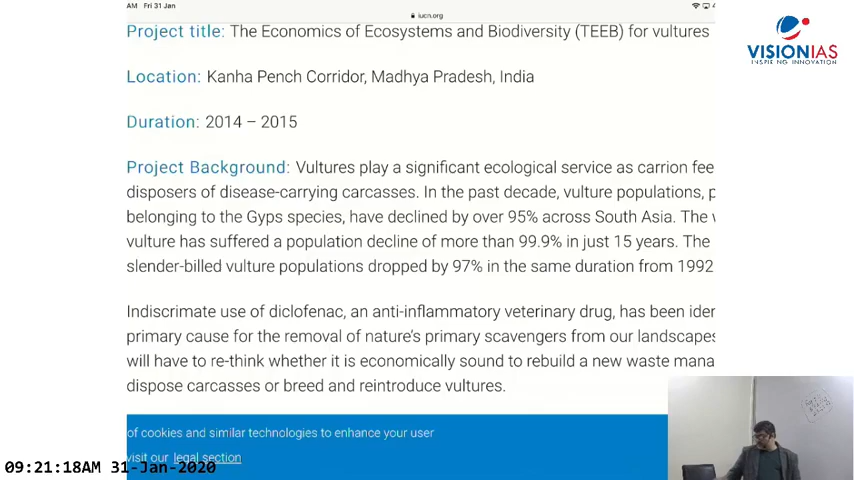 AM Fri 31 Jan
iucn.org
Project title: The Economics of Ecosystems and Biodiversity (TEEB) for vultures
VISIONIAS
INSPIRING INNOVATION
Location: Kanha Pench Corridor, Madhya Pradesh, India
Duration: 2014 – 2015
Project Background: Vultures play a significant ecological service as carrion fee
disposers of disease-carrying carcasses. In the past decade, vulture populations, p
belonging to the Gyps species, have declined by over 95% across South Asia. The
vulture has suffered a population decline of more than 99.9% in just 15 years. The
slender-billed vulture populations dropped by 97% in the same duration from 1992
Indiscrimate use of diclofenac, an anti-inflammatory veterinary drug, has been iden
primary cause for the removal of nature's primary scavengers from our landscapes
will have to re-think whether it is economically sound to rebuild a new waste mana
dispose carcasses or breed and reintroduce vultures.
of cookies and similar technologies to enhance your user
visit our legal section
09:21:18AM 31-Jan-2020